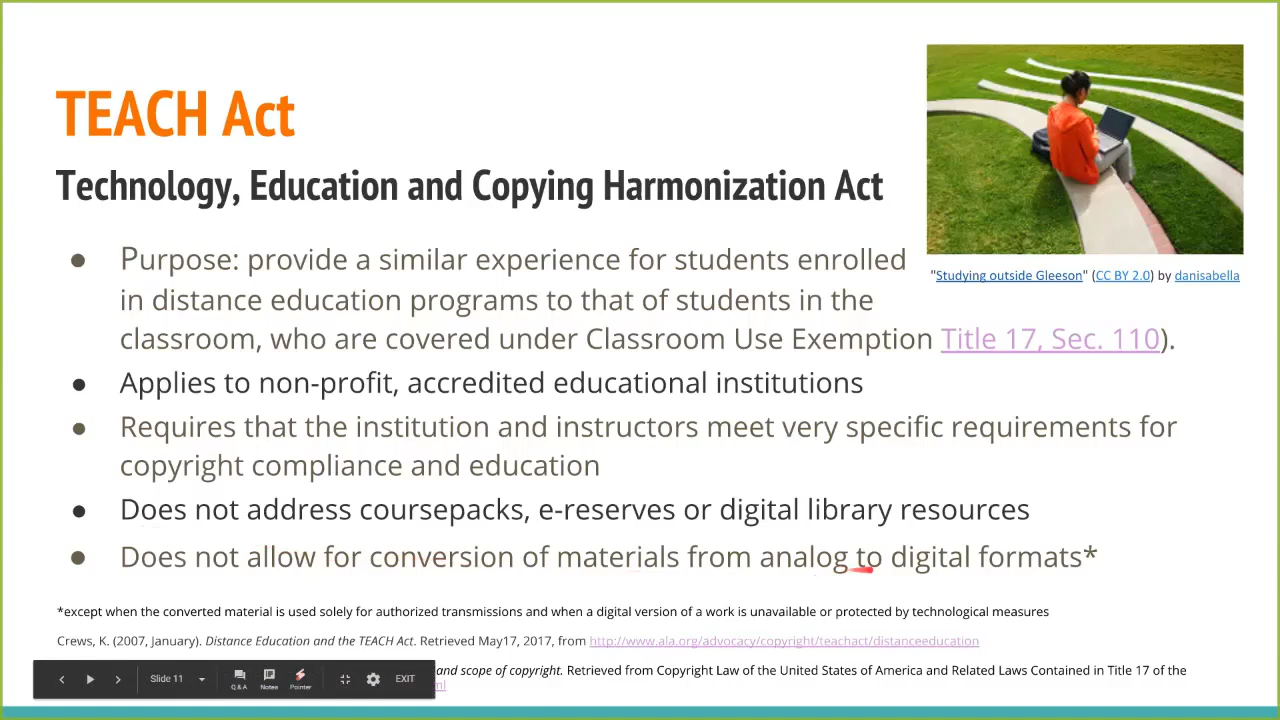 TEACH Act
Technology, Education and Copying Harmonization Act
"Studying outside Gleeson" (CC BY 2.0) by danisabella
● Purpose: provide a similar experience for students enrolled
in distance education programs to that of students in the
classroom, who are covered under Classroom Use Exemption Title 17, Sec. 110).
● Applies to non-profit, accredited educational institutions
● Requires that the institution and instructors meet very specific requirements for
copyright compliance and education
● Does not address coursepacks, e-reserves or digital library resources
● Does not allow for conversion of materials from analog to digital formats*
*except when the converted material is used solely for authorized transmissions and when a digital version of a work is unavailable or protected by technological measures
Crews, K. (2007, January). Distance Education and the TEACH Act. Retrieved May17, 2017, from http://www.ala.org/advocacy/copyright/teachact/distanceeducation
and scope of copyright. Retrieved from Copyright Law of the United States of America and Related Laws Contained in Title 17 of the
ml
Slide 11 Q&A Notes Pointer EXIT